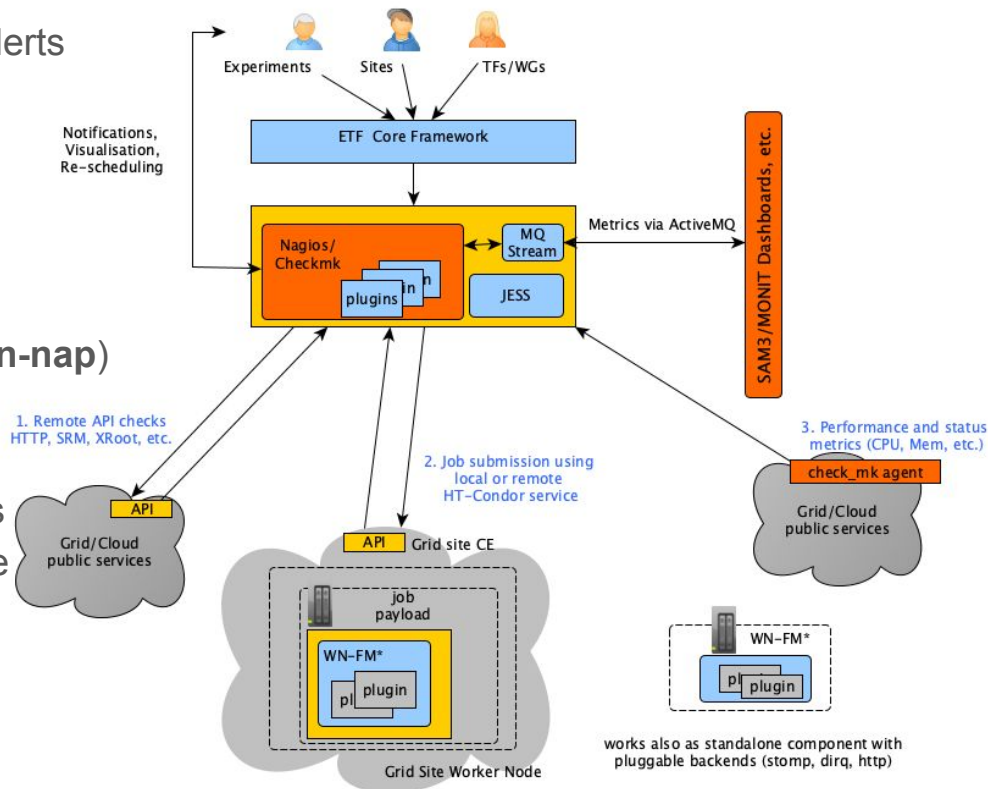 lerts
Experiments
Sites
TFs/WGs
Notifications,
Visualisation,
Re-scheduling
ETF Core Framework
Nagios/
Checkmk
plugins
in
n
MQ
Stream
JESS
Metrics via ActiveMQ
SAM3/MONIT Dashboards, etc.
n-nap)
1. Remote API checks
HTTP, SRM, XRoot, etc.
2. Job submission using
local or remote
HT-Condor service
3. Performance and status
metrics (CPU, Mem, etc.)
check_mk agent
s
e
API
Grid/Cloud
public services
API
Grid site CE
Grid/Cloud
public services
job
payload
WN-FM*
pl
plugin
Grid Site Worker Node
WN-FM*
plugin
works also as standalone component with
pluggable backends (stomp, dirq, http)